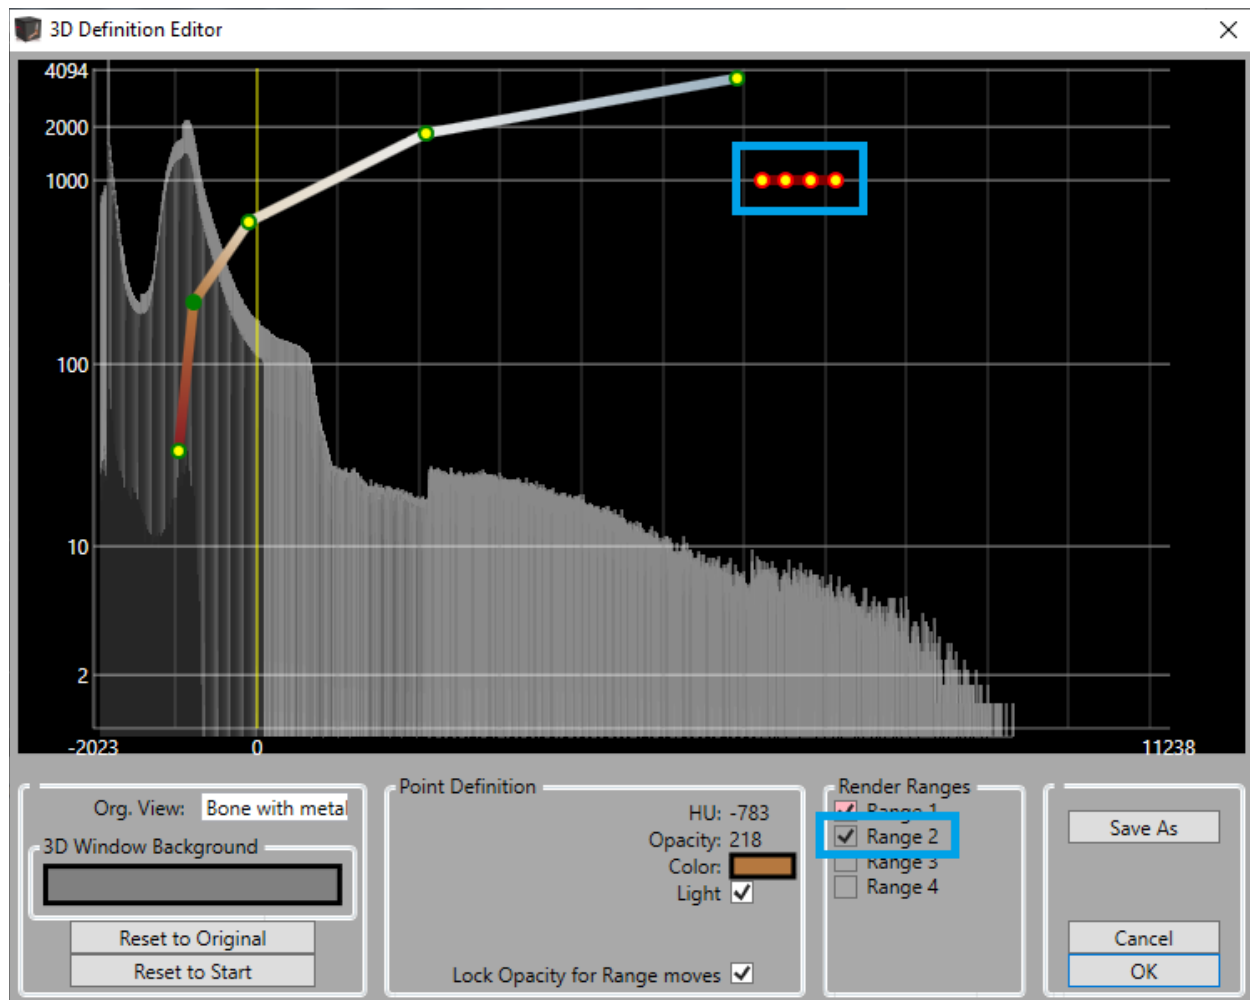 3D Definition Editor
4094
2000
1000
100
10
2
-2023 0 11238
Org. View: Bone with metal
3D Window Background
Reset to Original
Reset to Start
Point Definition
HU: -783
Opacity: 218
Color:
Light
Lock Opacity for Range moves
Render Ranges
Range 1
Range 2
Range 3
Range 4
Save As
Cancel
OK